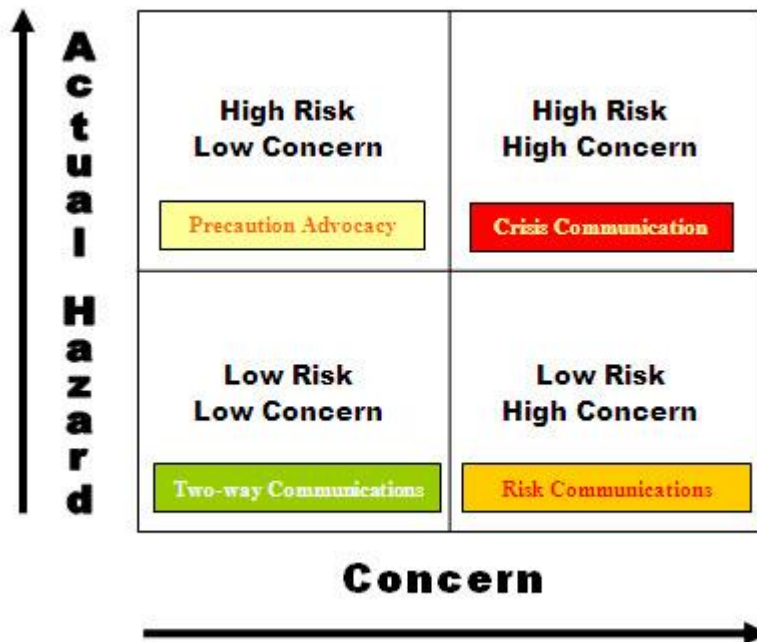 Actual Hazard
High Risk
Low Concern
Precaution Advocacy
High Risk
High Concern
Crisis Communication
Low Risk
Low Concern
Two-way Communications
Low Risk
High Concern
Risk Communications
Concern